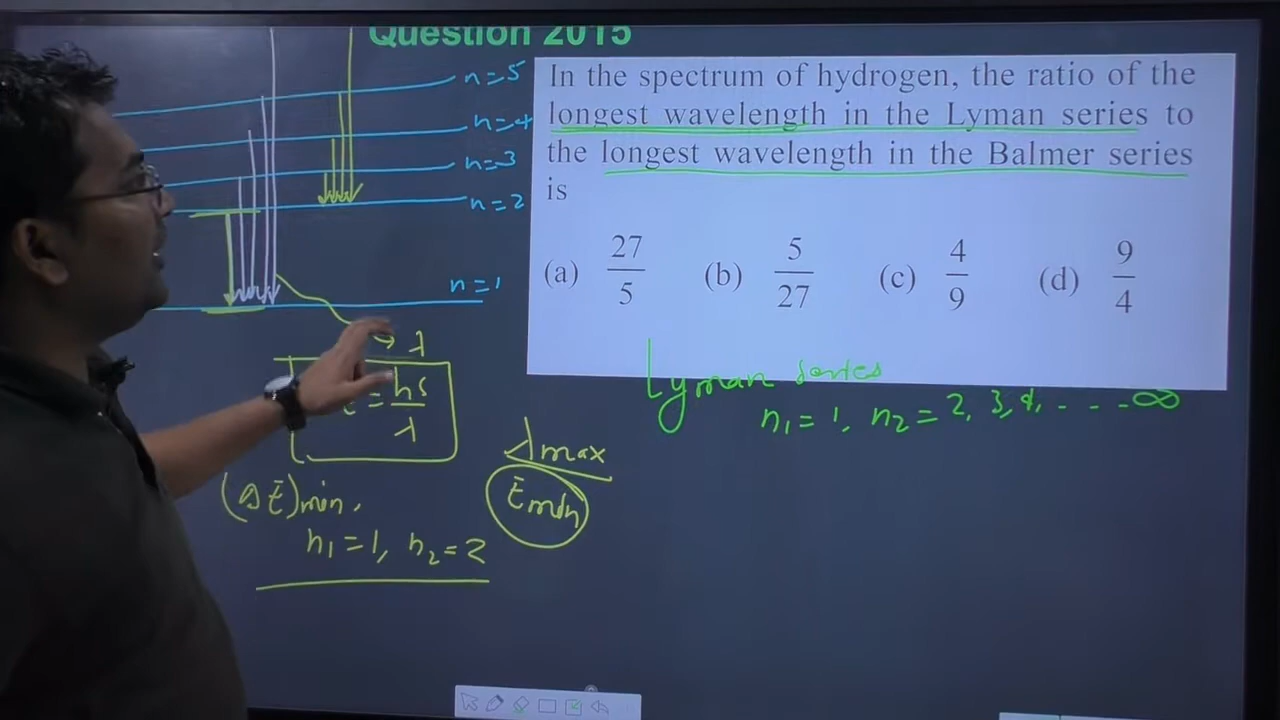 Question 2015
In the spectrum of hydrogen, the ratio of the
longest wavelength in the Lyman series to
the longest wavelength in the Balmer series
is
(a) 27/5 (b) 5/27 (c) 4/9 (d) 9/4
n=5
n=4
n=3
n=2
n=1
λ
= hc/λ
(ΔE)min.
n₁=1, n₂=2
λmax
Emin
Lyman series
n₁=1, n₂=2, 3, 4, - - - ∞